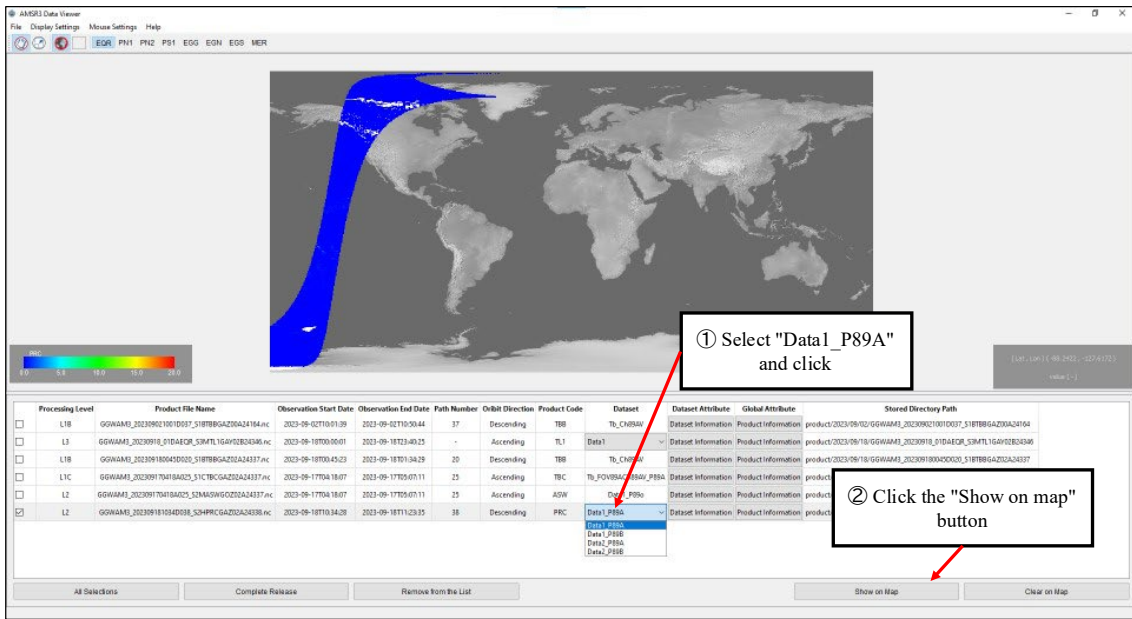 AMSR3 Data Viewer
File Display Settings Mouse Settings Help
EQR PN1 PN2 PS1 EGG EGN EGS MER
PRC
0.0 5.0 10.0 15.0 20.0
① Select "Data1_P89A"
and click
Processing Level Product File Name Observation Start Date Observation End Date Path Number Oribit Direction Product Code Dataset Dataset Attribute Global Attribute Stored Directory Path
L1B GGWAM3_202309021001D037_S1BTBBGAZ00A24164.nc 2023-09-02T10:01:39 2023-09-02T10:50:44 37 Descending TBB Tb_Ch89AV Dataset Information Product Information product/2023/09/02/GGWAM3_202309021001D037_S1BTBBGAZ00A24164
L3 GGWAM3_20230918_01DAEQR_S3MTL1GAY02B24346.nc 2023-09-18T00:00:01 2023-09-18T23:40:25 - Ascending TL1 Data1 Dataset Information Product Information product/2023/09/18/GGWAM3_20230918_01DAEQR_S3MTL1GAY02B24346
L1B GGWAM3_202309180045D020_S1BTBBGAZ02A24337.nc 2023-09-18T00:45:23 2023-09-18T01:34:29 20 Descending TBB Tb_Ch89AV Dataset Information Product Information product/2023/09/18/GGWAM3_202309180045D020_S1BTBBGAZ02A24337
L1C GGWAM3_202309170418A025_S1CTBCGAZ02A24337.nc 2023-09-17T04:18:07 2023-09-17T05:07:11 25 Ascending TBC Dataset Information Product Information
L2 GGWAM3_202309170418A025_S2MASWGOZ02A24337.nc 2023-09-17T04:18:07 2023-09-17T05:07:11 25 Ascending ASW Dataset Information Product Information
L2 GGWAM3_202309181034D038_S2HPRCGAZ02A24338.nc 2023-09-18T10:34:28 2023-09-18T11:23:35 38 Descending PRC Data1_P89A Dataset Information Product Information
Data1_P89A
Data1_P89B
Data2_P89A
Data2_P89B
② Click the "Show on map"
button
All Selections Complete Release Remove from the List Show on Map Clear on Map